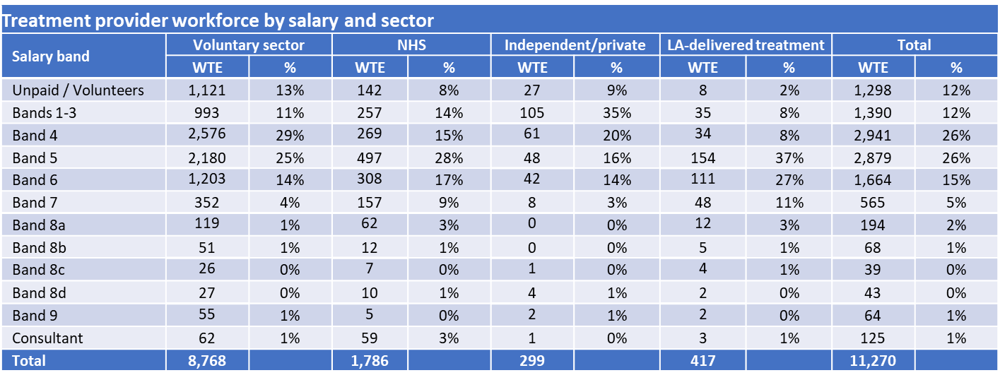 Treatment provider workforce by salary and sector
Salary band Voluntary sector NHS Independent/private LA-delivered treatment Total
WTE % WTE % WTE % WTE % WTE %
Unpaid / Volunteers 1,121 13% 142 8% 27 9% 8 2% 1,298 12%
Bands 1-3 993 11% 257 14% 105 35% 35 8% 1,390 12%
Band 4 2,576 29% 269 15% 61 20% 34 8% 2,941 26%
Band 5 2,180 25% 497 28% 48 16% 154 37% 2,879 26%
Band 6 1,203 14% 308 17% 42 14% 111 27% 1,664 15%
Band 7 352 4% 157 9% 8 3% 48 11% 565 5%
Band 8a 119 1% 62 3% 0 0% 12 3% 194 2%
Band 8b 51 1% 12 1% 0 0% 5 1% 68 1%
Band 8c 26 0% 7 0% 1 0% 4 1% 39 0%
Band 8d 27 0% 10 1% 4 1% 2 0% 43 0%
Band 9 55 1% 5 0% 2 1% 2 0% 64 1%
Consultant 62 1% 59 3% 1 0% 3 1% 125 1%
Total 8,768 1,786 299 417 11,270